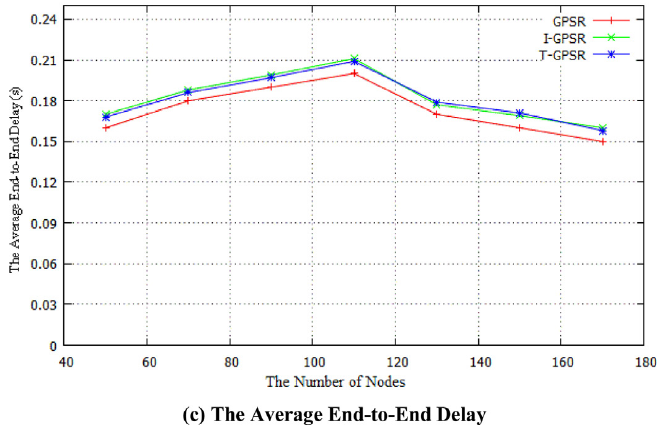 GPSR
I-GPSR
T-GPSR
The Average End-to-End Delay (s)
0.24
0.21
0.18
0.15
0.12
0.09
0.06
0.03
0
40 60 80 100 120 140 160 180
The Number of Nodes
(c) The Average End-to-End Delay